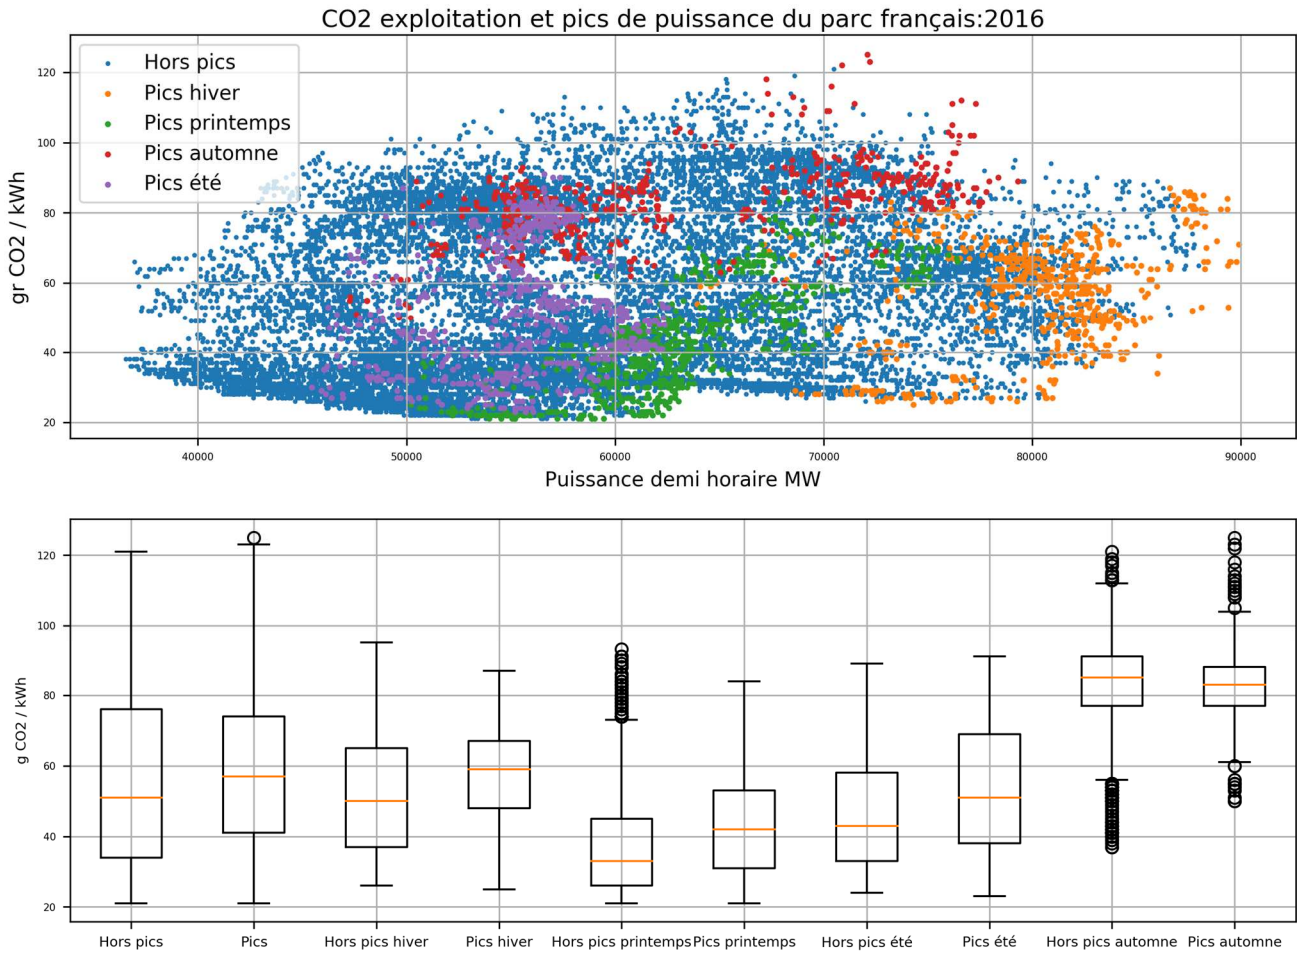 CO2 exploitation et pics de puissance du parc français:2016
Hors pics
Pics hiver
Pics printemps
Pics automne
Pics été
120
100
80
60
40
20
gr CO2 / kWh
40000 50000 60000 70000 80000 90000
Puissance demi horaire MW
120
100
80
60
40
20
g CO2 / kWh
Hors pics Pics Hors pics hiver Pics hiver Hors pics printemps Pics printemps Hors pics été Pics été Hors pics automne Pics automne